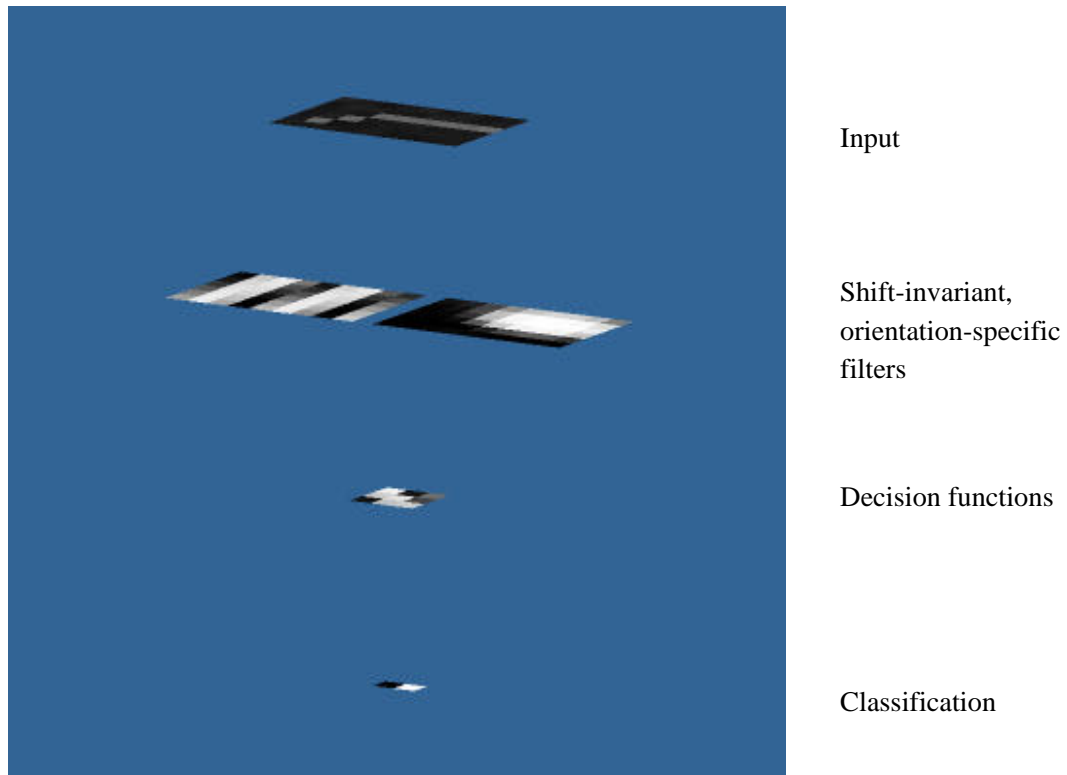 Input
Shift-invariant,
orientation-specific
filters
Decision functions
Classification